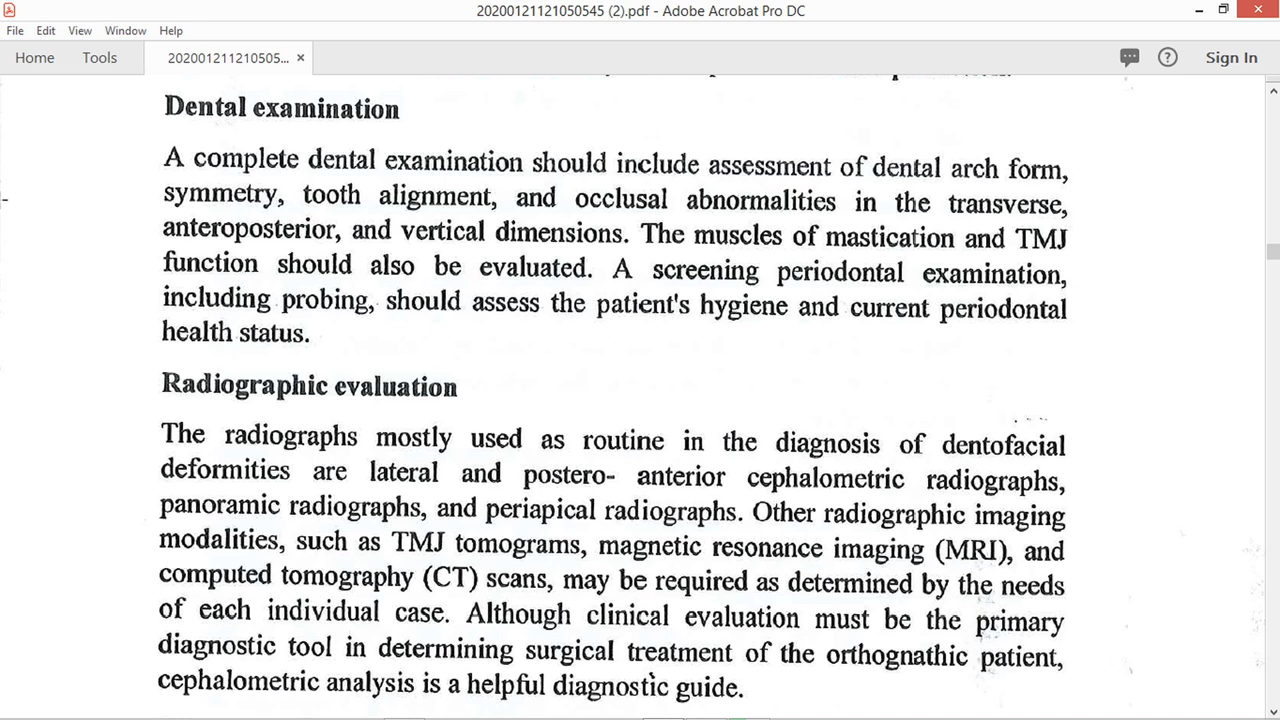 20200121121050545 (2).pdf - Adobe Acrobat Pro DC
File Edit View Window Help
Home Tools 202001211210505... × Sign In
Dental examination
A complete dental examination should include assessment of dental arch form,
symmetry, tooth alignment, and occlusal abnormalities in the transverse,
anteroposterior, and vertical dimensions. The muscles of mastication and TMJ
function should also be evaluated. A screening periodontal examination,
including probing, should assess the patient's hygiene and current periodontal
health status.
Radiographic evaluation
The radiographs mostly used as routine in the diagnosis of dentofacial
deformities are lateral and postero- anterior cephalometric radiographs,
panoramic radiographs, and periapical radiographs. Other radiographic imaging
modalities, such as TMJ tomograms, magnetic resonance imaging (MRI), and
computed tomography (CT) scans, may be required as determined by the needs
of each individual case. Although clinical evaluation must be the primary
diagnostic tool in determining surgical treatment of the orthognathic patient,
cephalometric analysis is a helpful diagnostic guide.